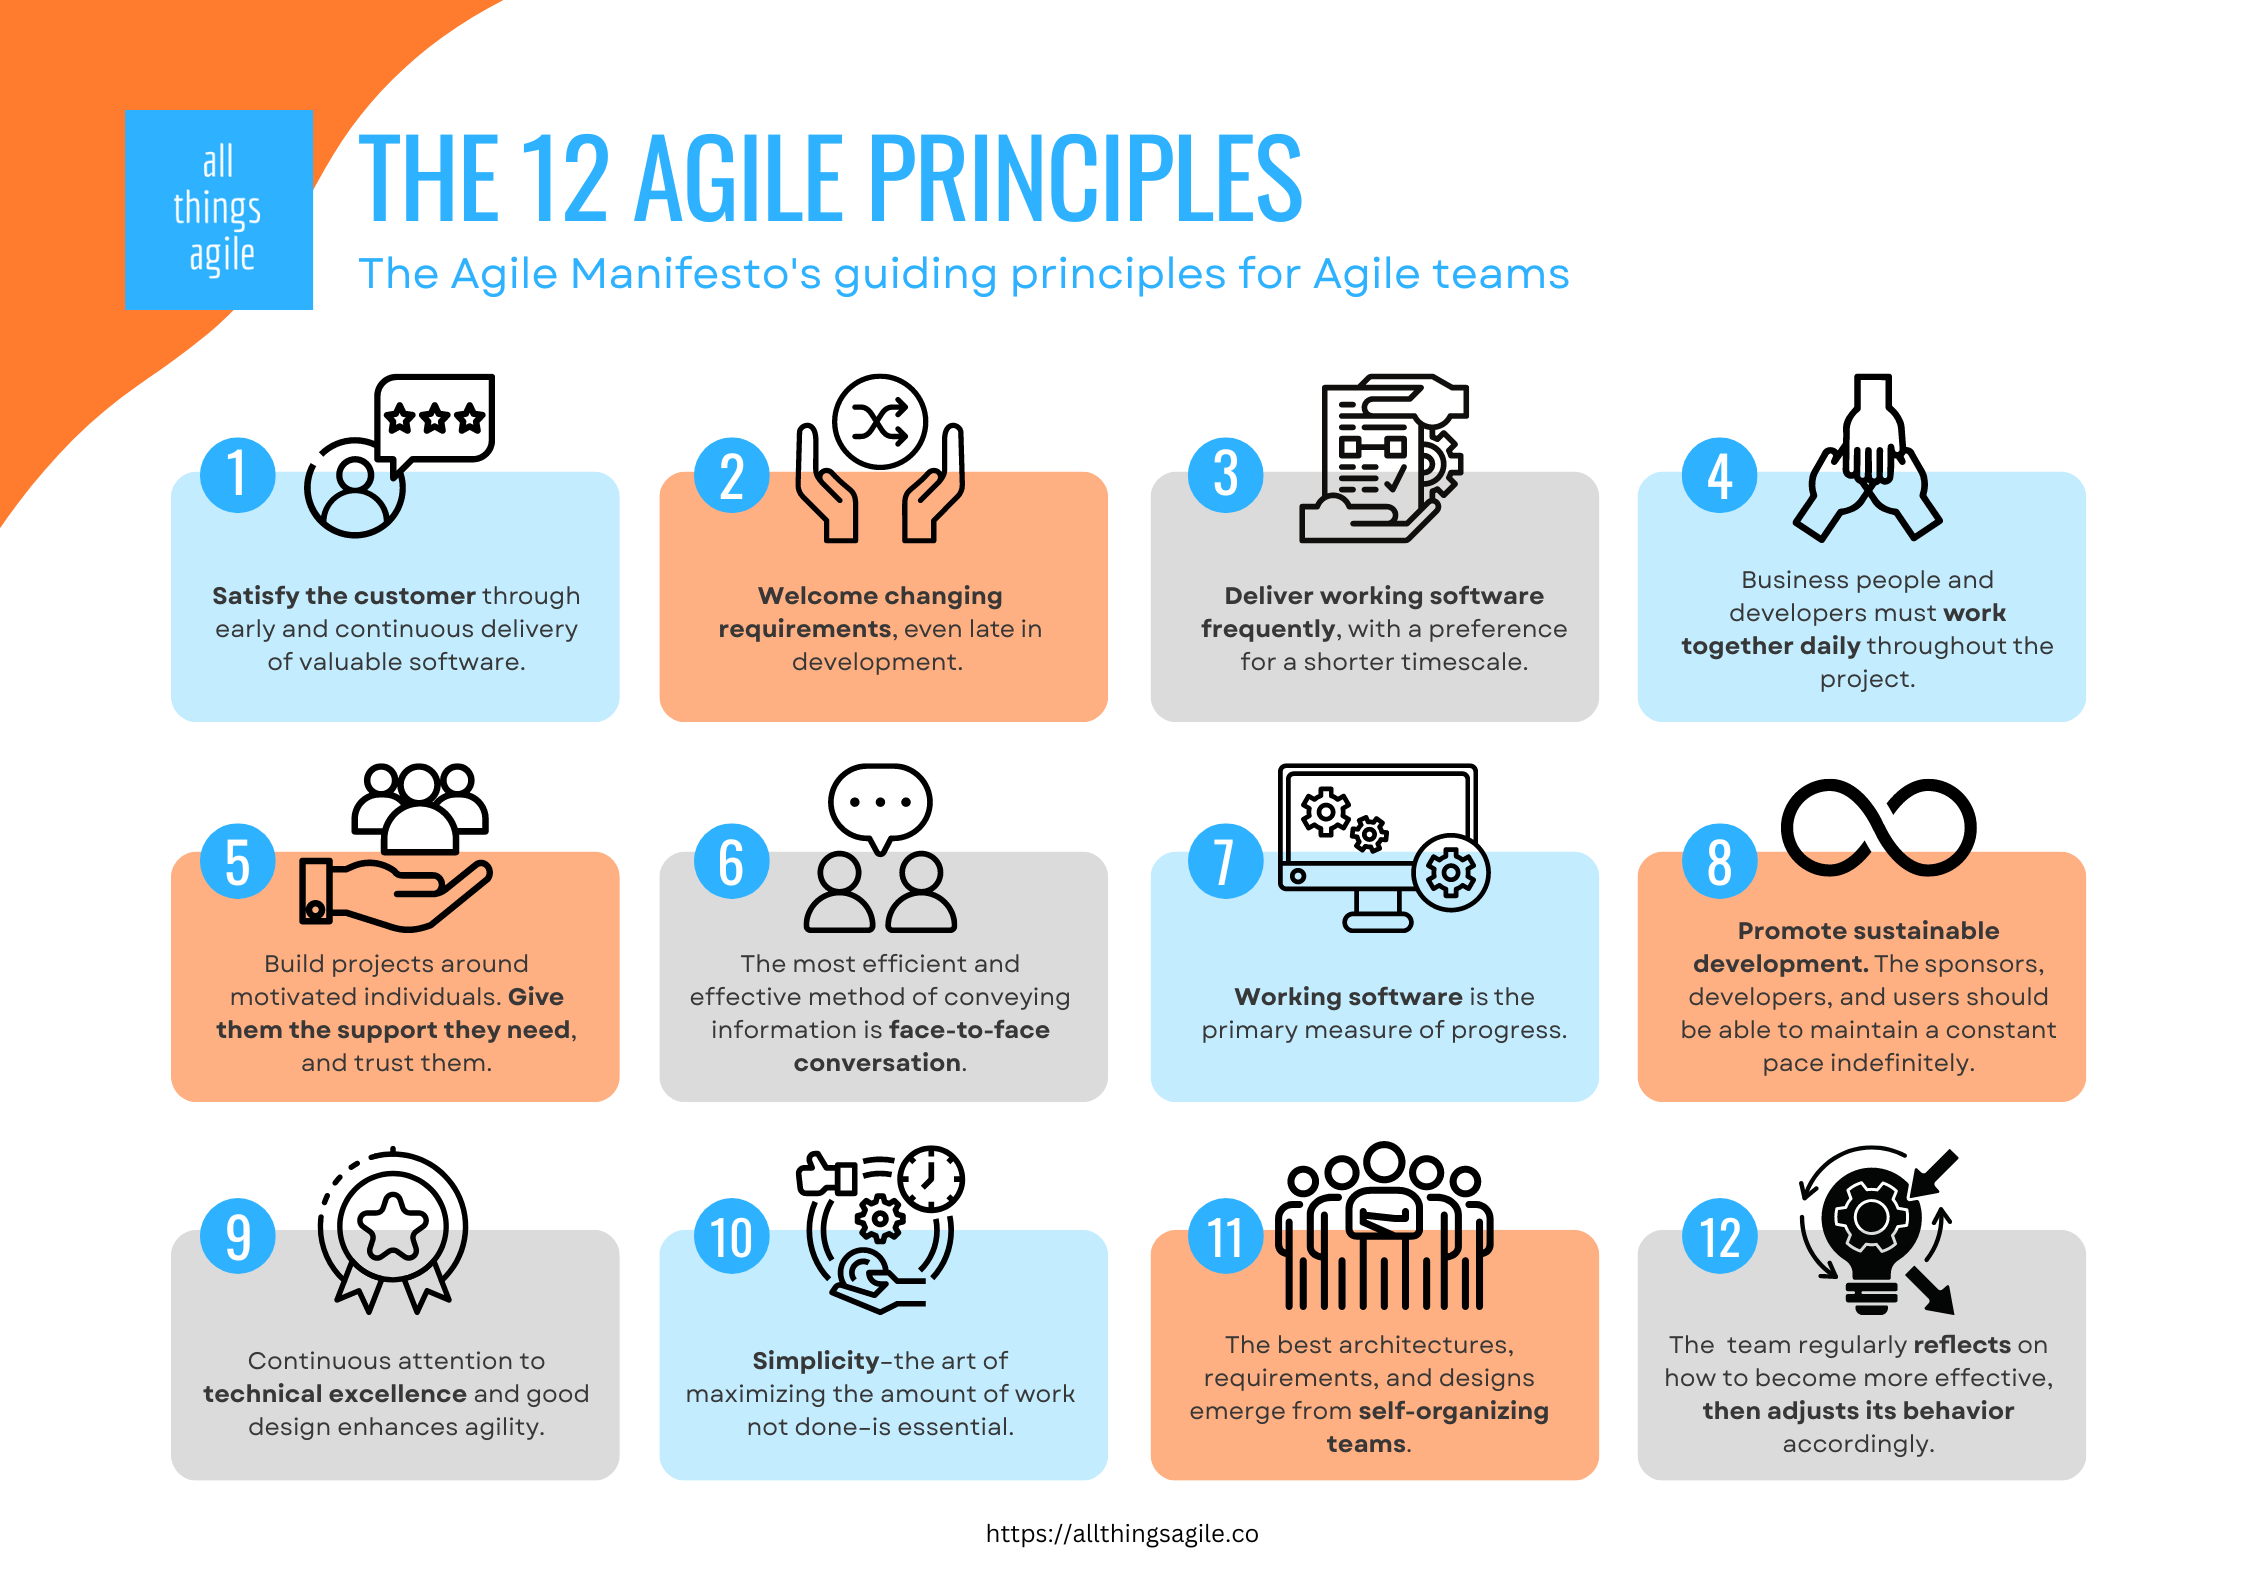 all
things
agile
THE 12 AGILE PRINCIPLES
The Agile Manifesto's guiding principles for Agile teams
1
Satisfy the customer through
early and continuous delivery
of valuable software.
2
Welcome changing
requirements, even late in
development.
3
Deliver working software
frequently, with a preference
for a shorter timescale.
4
Business people and
developers must work
together daily throughout the
project.
5
Build projects around
motivated individuals. Give
them the support they need,
and trust them.
6
The most efficient and
effective method of conveying
information is face-to-face
conversation.
7
Working software is the
primary measure of progress.
8
Promote sustainable
development. The sponsors,
developers, and users should
be able to maintain a constant
pace indefinitely.
9
Continuous attention to
technical excellence and good
design enhances agility.
10
Simplicity–the art of
maximizing the amount of work
not done–is essential.
11
The best architectures,
requirements, and designs
emerge from self-organizing
teams.
12
The  team regularly reflects on
how to become more effective,
then adjusts its behavior
accordingly.
https://allthingsagile.co